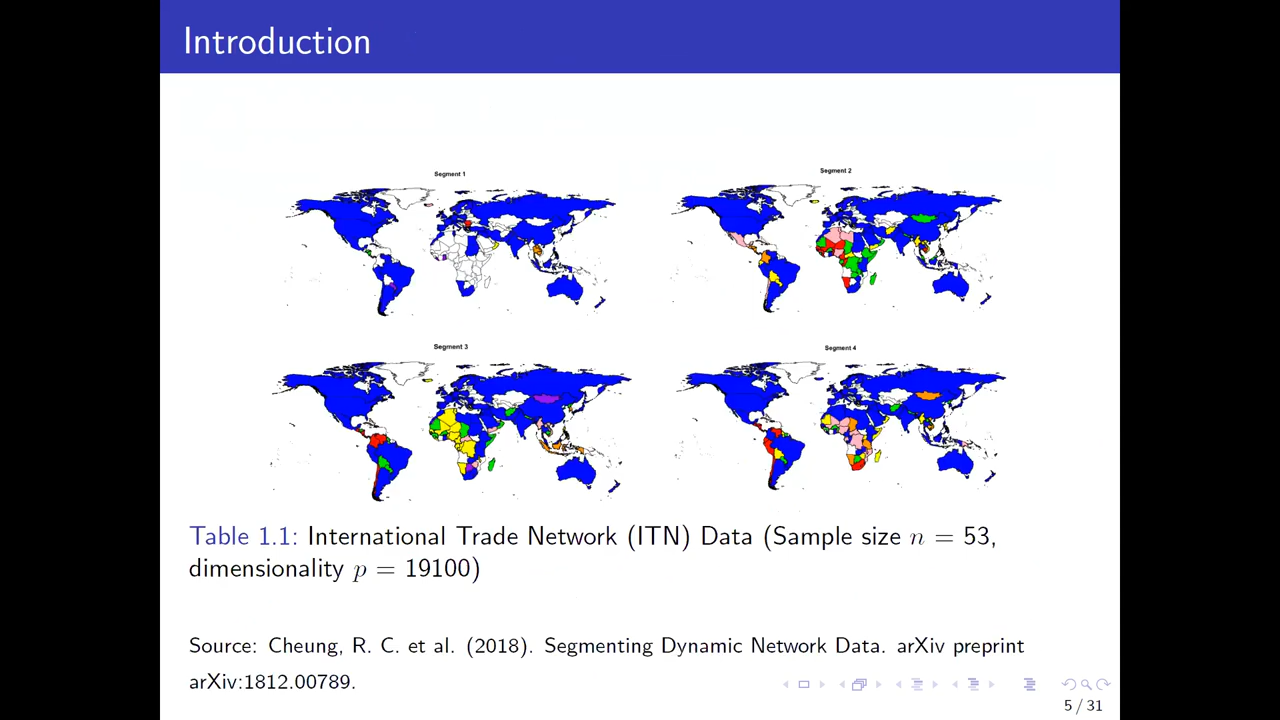 Introduction
Segment 1
Segment 2
Segment 3
Segment 4
Table 1.1: International Trade Network (ITN) Data (Sample size n = 53,
dimensionality p = 19100)
Source: Cheung, R. C. et al. (2018). Segmenting Dynamic Network Data. arXiv preprint
arXiv:1812.00789.
5 / 31